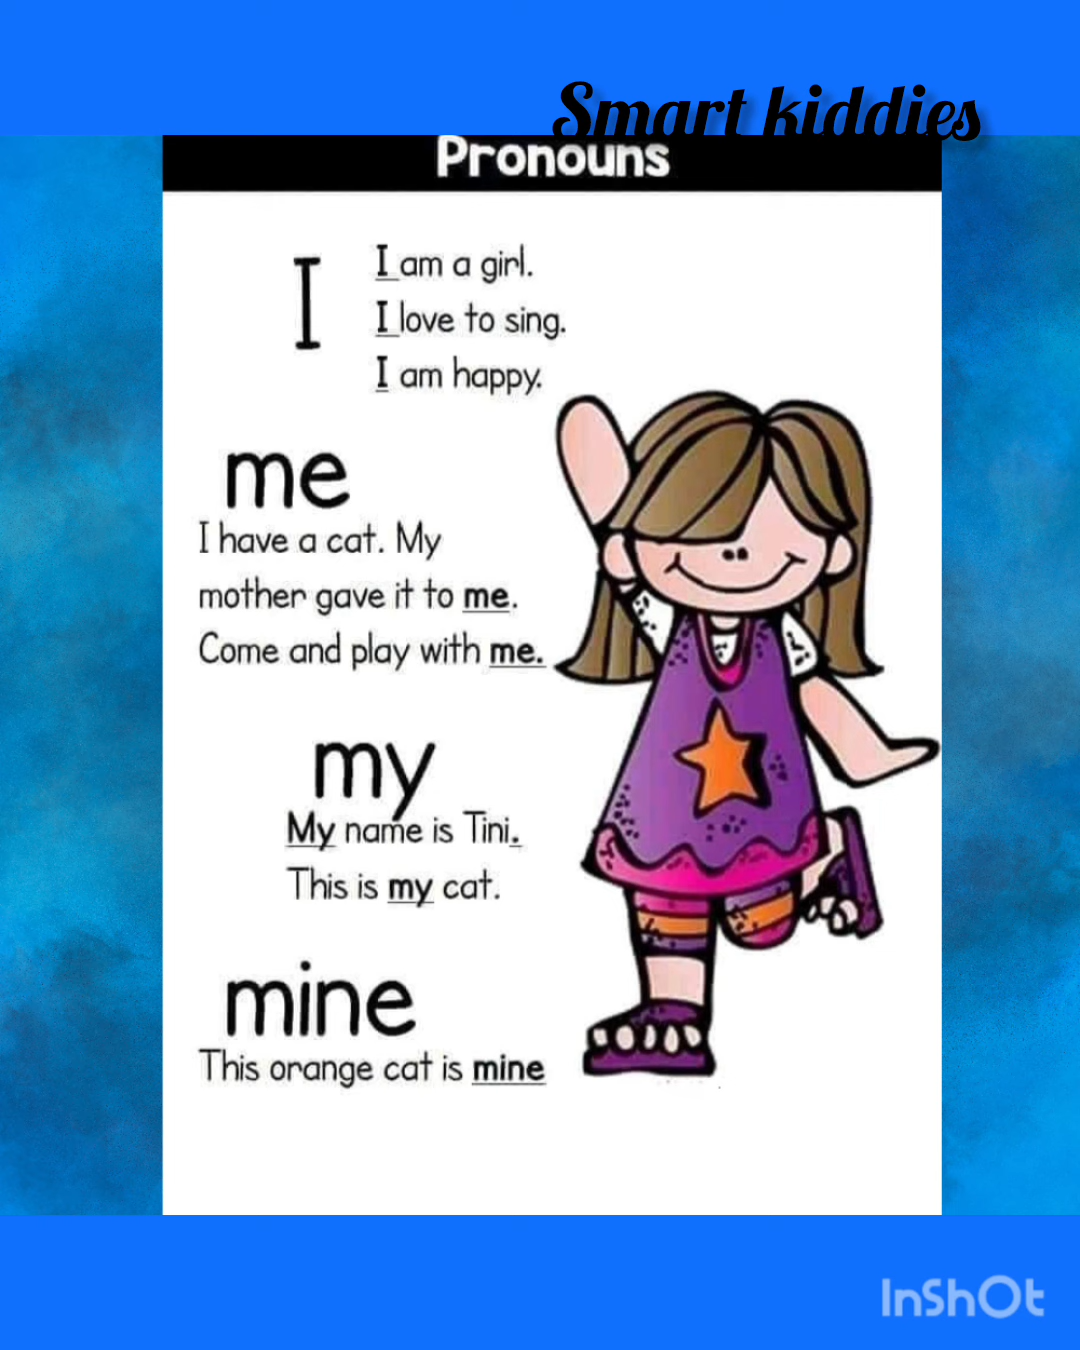 Smart kiddies
Pronouns
I
I am a girl.
I love to sing.
I am happy.
me
I have a cat. My
mother gave it to me.
Come and play with me.
my
My name is Tini.
This is my cat.
mine
This orange cat is mine
InShOt